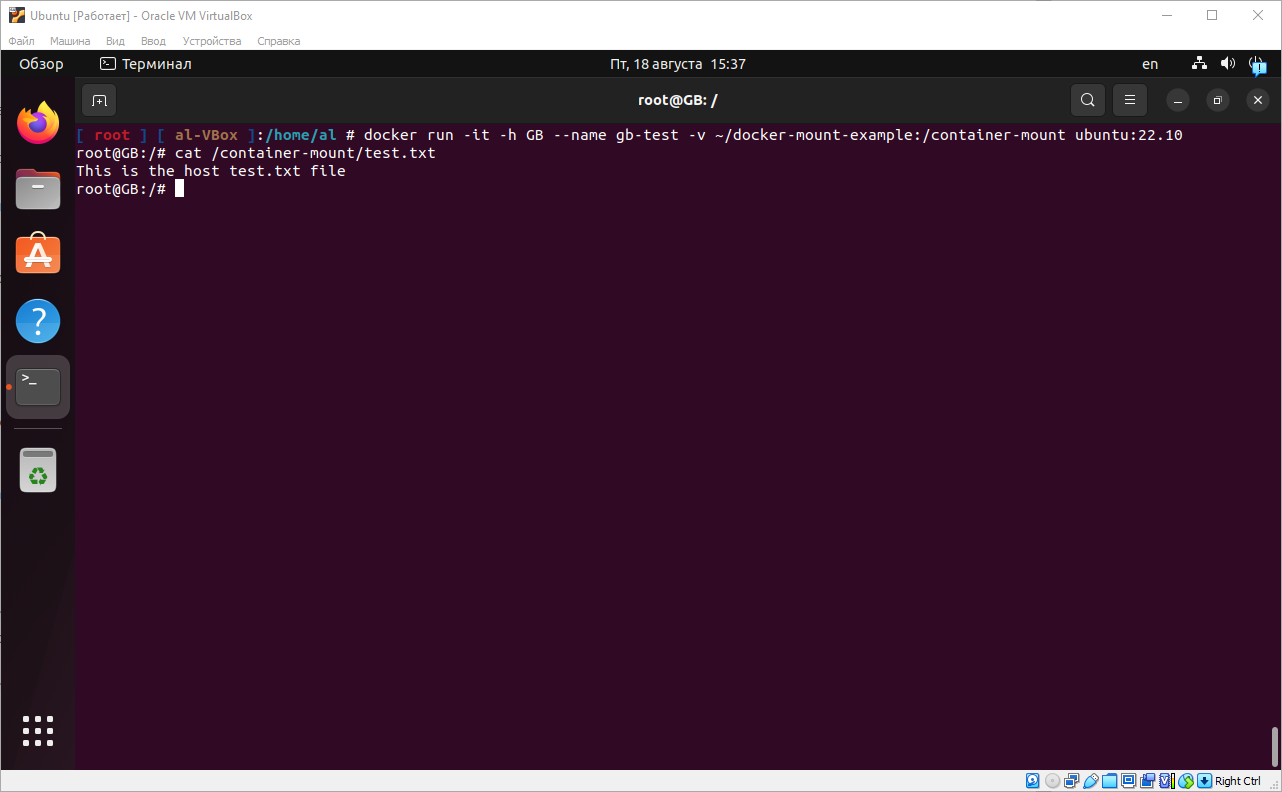 Ubuntu [Работает] - Oracle VM VirtualBox
Файл Машина Вид Ввод Устройства Справка
Обзор Терминал Пт, 18 августа 15:37 en
root@GB: /
[ root ] [ al-VBox ]:/home/al # docker run -it -h GB --name gb-test -v ~/docker-mount-example:/container-mount ubuntu:22.10
root@GB:/# cat /container-mount/test.txt
This is the host test.txt file
root@GB:/#
Right Ctrl